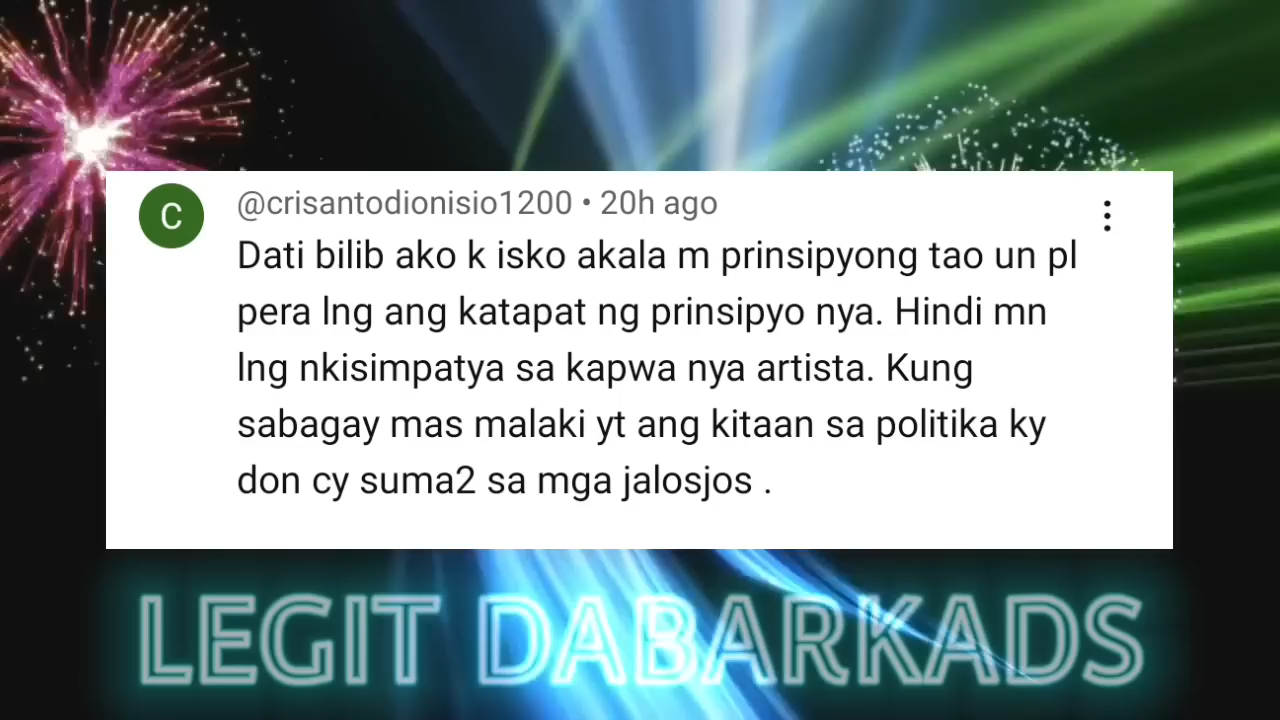 C
@crisantodionisio1200 • 20h ago
Dati bilib ako k isko akala m prinsipyong tao un pl
pera lng ang katapat ng prinsipyo nya. Hindi mn
lng nkisimpatya sa kapwa nya artista. Kung
sabagay mas malaki yt ang kitaan sa politika ky
don cy suma2 sa mga jalosjos .
LEGIT DABARKADS